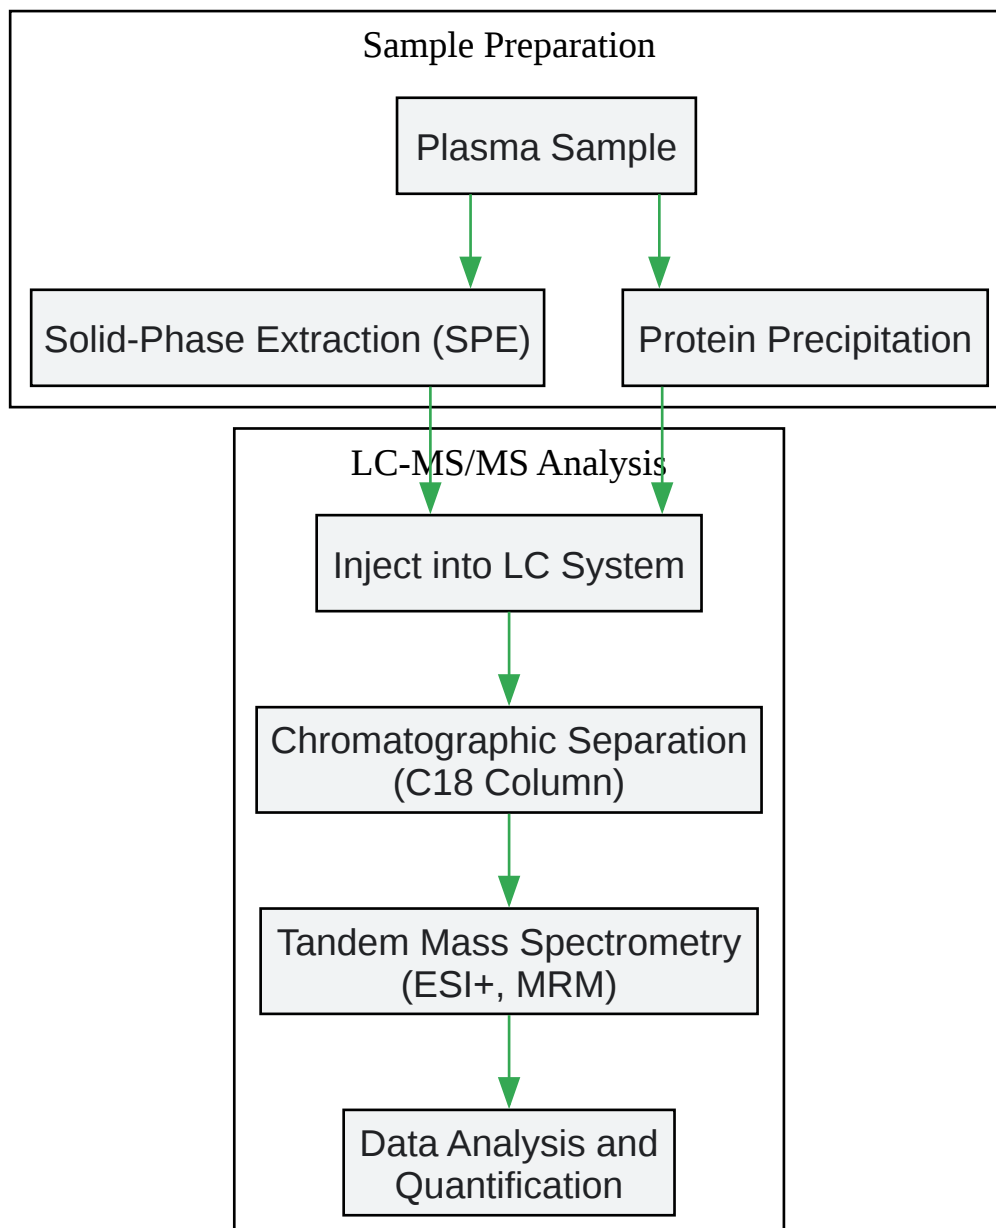 Sample Preparation
Plasma Sample
Solid-Phase Extraction (SPE)
Protein Precipitation
LC-MS/MS Analysis
Inject into LC System
Chromatographic Separation
(C18 Column)
Tandem Mass Spectrometry
(ESI+, MRM)
Data Analysis and
Quantification